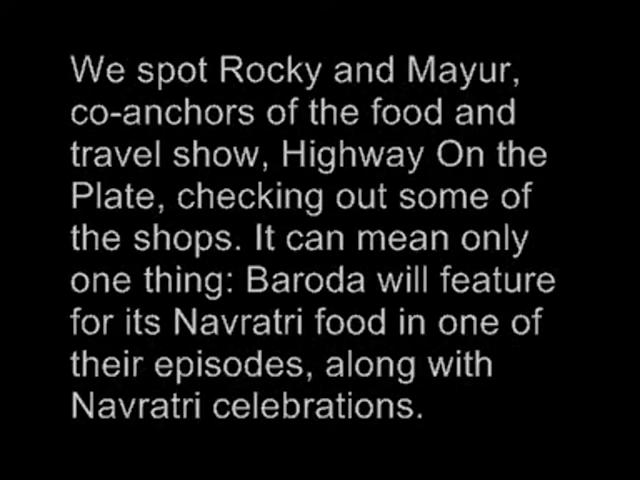 We spot Rocky and Mayur,
co-anchors of the food and
travel show, Highway On the
Plate, checking out some of
the shops. It can mean only
one thing: Baroda will feature
for its Navratri food in one of
their episodes, along with
Navratri celebrations.